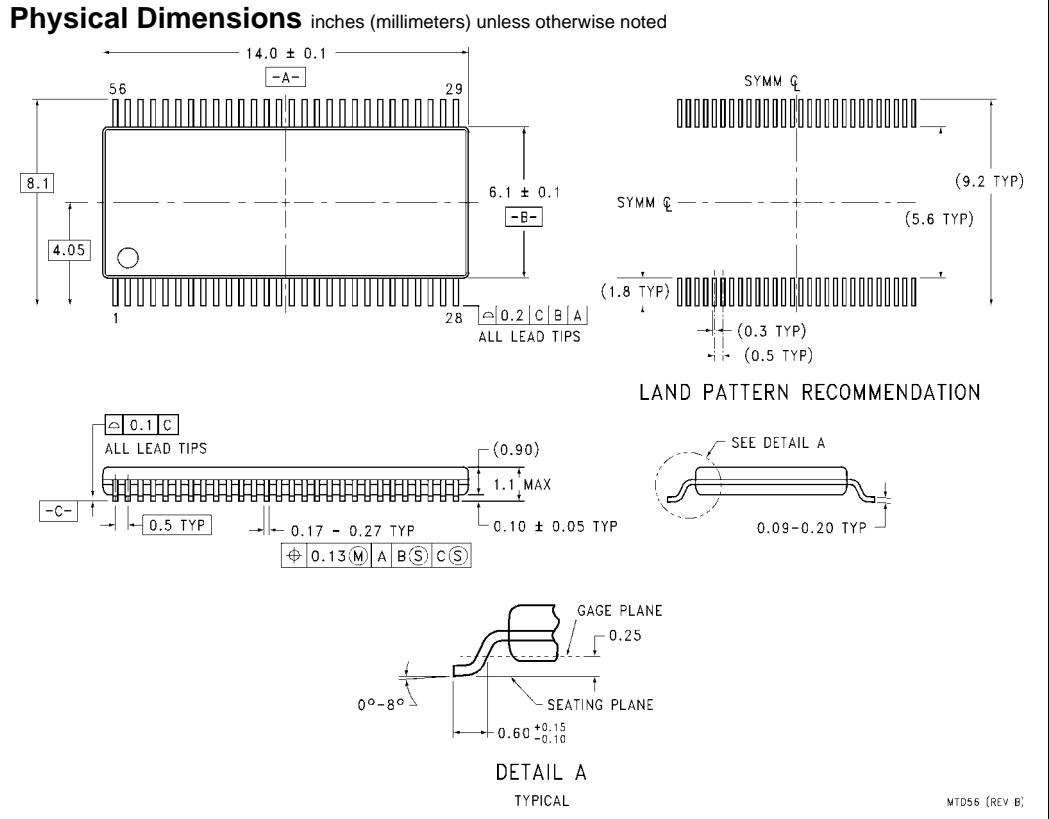 Physical Dimensions inches (millimeters) unless otherwise noted
14.0 ± 0.1
-A-
56
29
8.1
4.05
6.1 ± 0.1
-B-
1
28
⌓ 0.2 C B A
ALL LEAD TIPS
SYMM ℄
SYMM ℄
(9.2 TYP)
(5.6 TYP)
(1.8 TYP)
(0.3 TYP)
(0.5 TYP)
LAND PATTERN RECOMMENDATION
⌓ 0.1 C
ALL LEAD TIPS
(0.90)
1.1 MAX
-C-
0.5 TYP
0.17 - 0.27 TYP
0.10 ± 0.05 TYP
⌖ 0.13 Ⓜ A B Ⓢ C Ⓢ
SEE DETAIL A
0.09-0.20 TYP
GAGE PLANE
0.25
0°-8°
SEATING PLANE
0.60 +0.15 -0.10
DETAIL A
TYPICAL
MTD56 (REV B)